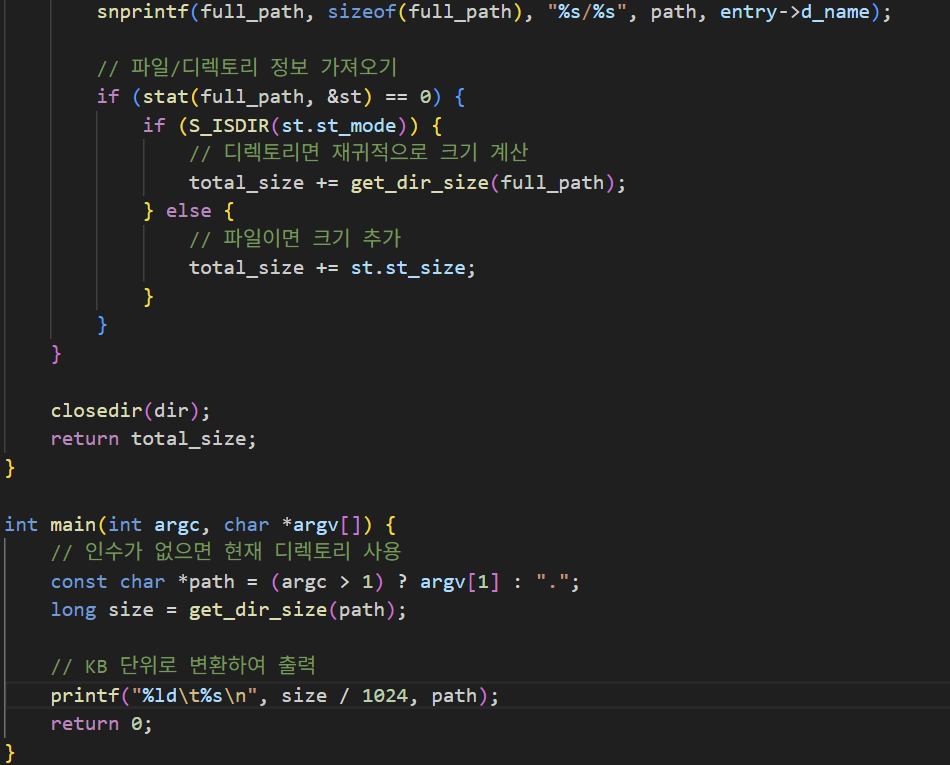 snprintf(full_path, sizeof(full_path), "%s/%s", path, entry->d_name);
// 파일/디렉토리 정보 가져오기
if (stat(full_path, &st) == 0) {
if (S_ISDIR(st.st_mode)) {
// 디렉토리면 재귀적으로 크기 계산
total_size += get_dir_size(full_path);
} else {
// 파일이면 크기 추가
total_size += st.st_size;
}
}
}
closedir(dir);
return total_size;
}
int main(int argc, char *argv[]) {
// 인수가 없으면 현재 디렉토리 사용
const char *path = (argc > 1) ? argv[1] : ".";
long size = get_dir_size(path);
// KB 단위로 변환하여 출력
printf("%ld\t%s\n", size / 1024, path);
return 0;
}